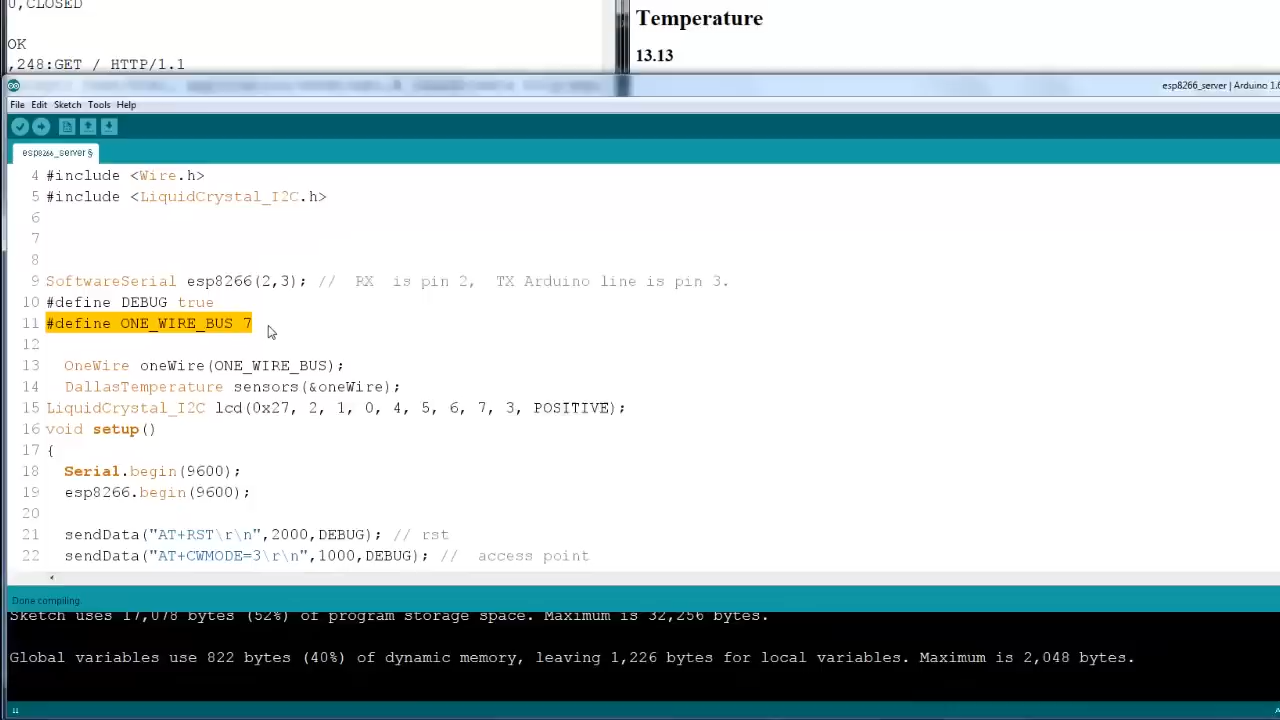 0,CLOSED
OK
,248:GET / HTTP/1.1
Temperature
13.13
esp8266_server | Arduino 1.6
File Edit Sketch Tools Help
esp8266_server §
4 #include <Wire.h>
5 #include <LiquidCrystal_I2C.h>
6
7
8
9 SoftwareSerial esp8266(2,3); // RX is pin 2, TX Arduino line is pin 3.
10 #define DEBUG true
11 #define ONE_WIRE_BUS 7
12
13 OneWire oneWire(ONE_WIRE_BUS);
14 DallasTemperature sensors(&oneWire);
15 LiquidCrystal_I2C lcd(0x27, 2, 1, 0, 4, 5, 6, 7, 3, POSITIVE);
16 void setup()
17 {
18 Serial.begin(9600);
19 esp8266.begin(9600);
20
21 sendData("AT+RST\r\n",2000,DEBUG); // rst
22 sendData("AT+CWMODE=3\r\n",1000,DEBUG); // access point
Done compiling.
Sketch uses 17,078 bytes (52%) of program storage space. Maximum is 32,256 bytes.
Global variables use 822 bytes (40%) of dynamic memory, leaving 1,226 bytes for local variables. Maximum is 2,048 bytes.
11